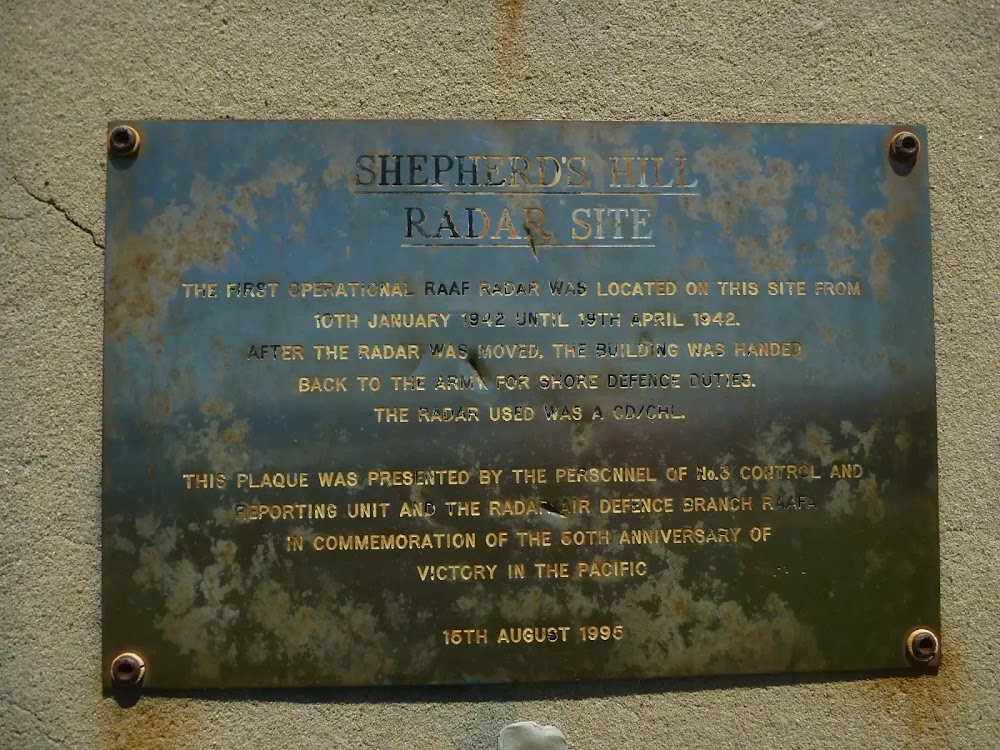 SHEPHERD'S HILL
RADAR SITE
THE FIRST OPERATIONAL RAAF RADAR WAS LOCATED ON THIS SITE FROM
10TH JANUARY 1942 UNTIL 19TH APRIL 1942.
AFTER THE RADAR WAS MOVED, THE BUILDING WAS HANDED
BACK TO THE ARMY FOR SHORE DEFENCE DUTIES.
THE RADAR USED WAS A CD/CHL.
THIS PLAQUE WAS PRESENTED BY THE PERSONNEL OF No.3 CONTROL AND
REPORTING UNIT AND THE RADAR AIR DEFENCE BRANCH RAAFA
IN COMMEMORATION OF THE 50TH ANNIVERSARY OF
VICTORY IN THE PACIFIC
15TH AUGUST 1995